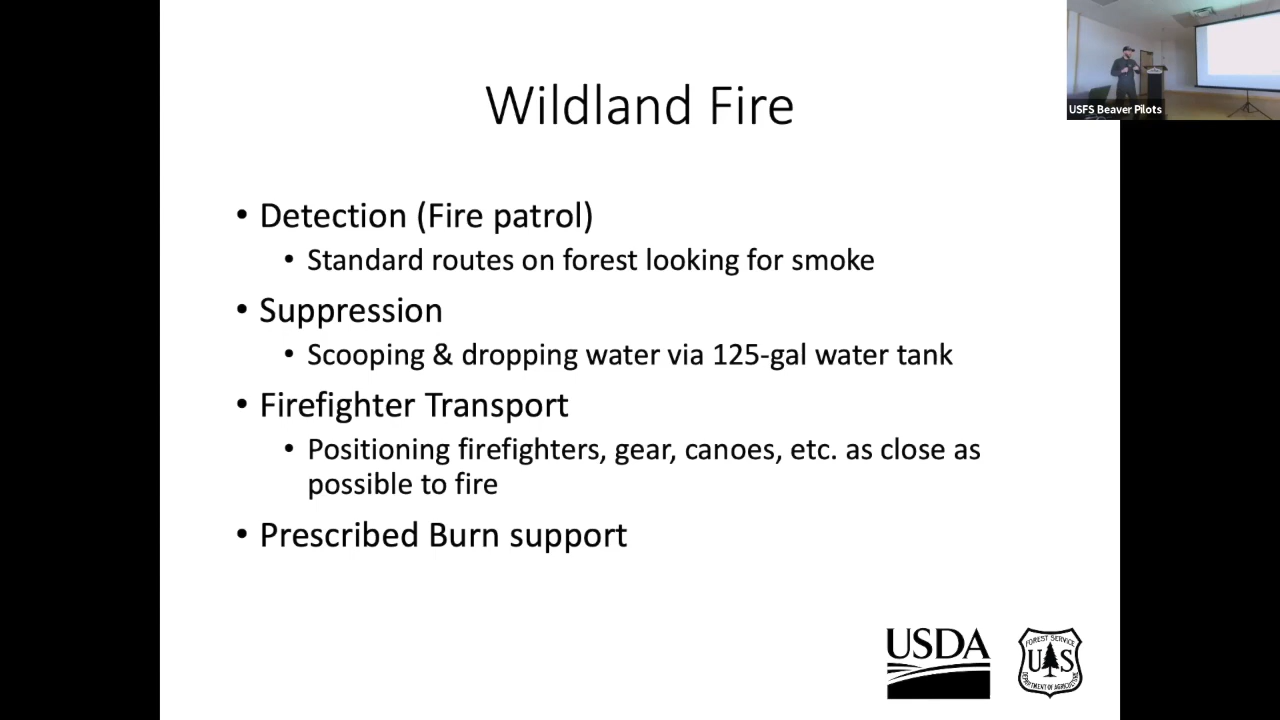 USFS Beaver Pilots
Wildland Fire
• Detection (Fire patrol)
• Standard routes on forest looking for smoke
• Suppression
• Scooping & dropping water via 125-gal water tank
• Firefighter Transport
• Positioning firefighters, gear, canoes, etc. as close as
possible to fire
• Prescribed Burn support
USDA
FOREST SERVICE
U S
DEPARTMENT OF AGRICULTURE